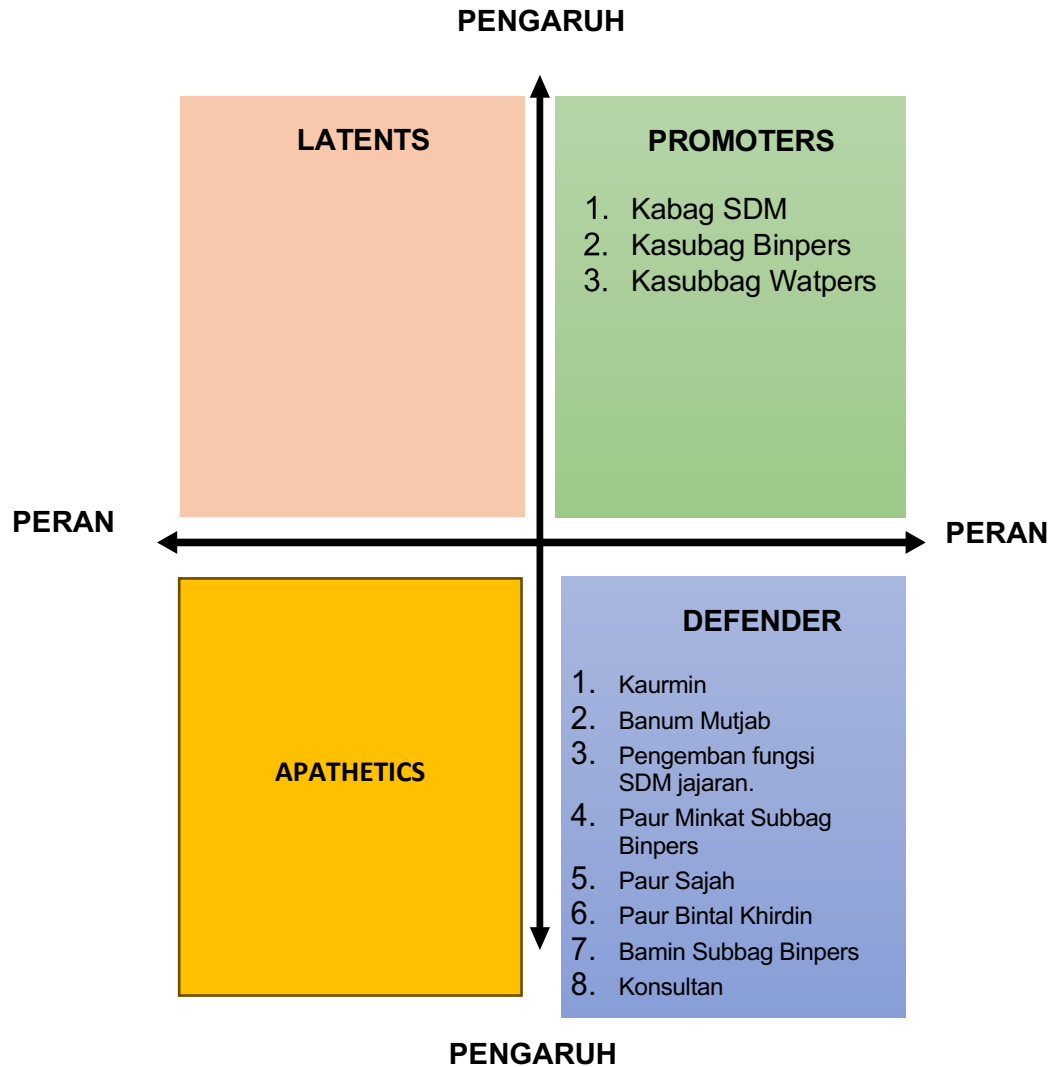 PENGARUH
LATENTS
PROMOTERS
1. Kabag SDM
2. Kasubag Binpers
3. Kasubbag Watpers
PERAN
PERAN
APATHETICS
DEFENDER
1. Kaurmin
2. Banum Mutjab
3. Pengemban fungsi
SDM jajaran.
4. Paur Minkat Subbag
Binpers
5. Paur Sajah
6. Paur Bintal Khirdin
7. Bamin Subbag Binpers
8. Konsultan
PENGARUH